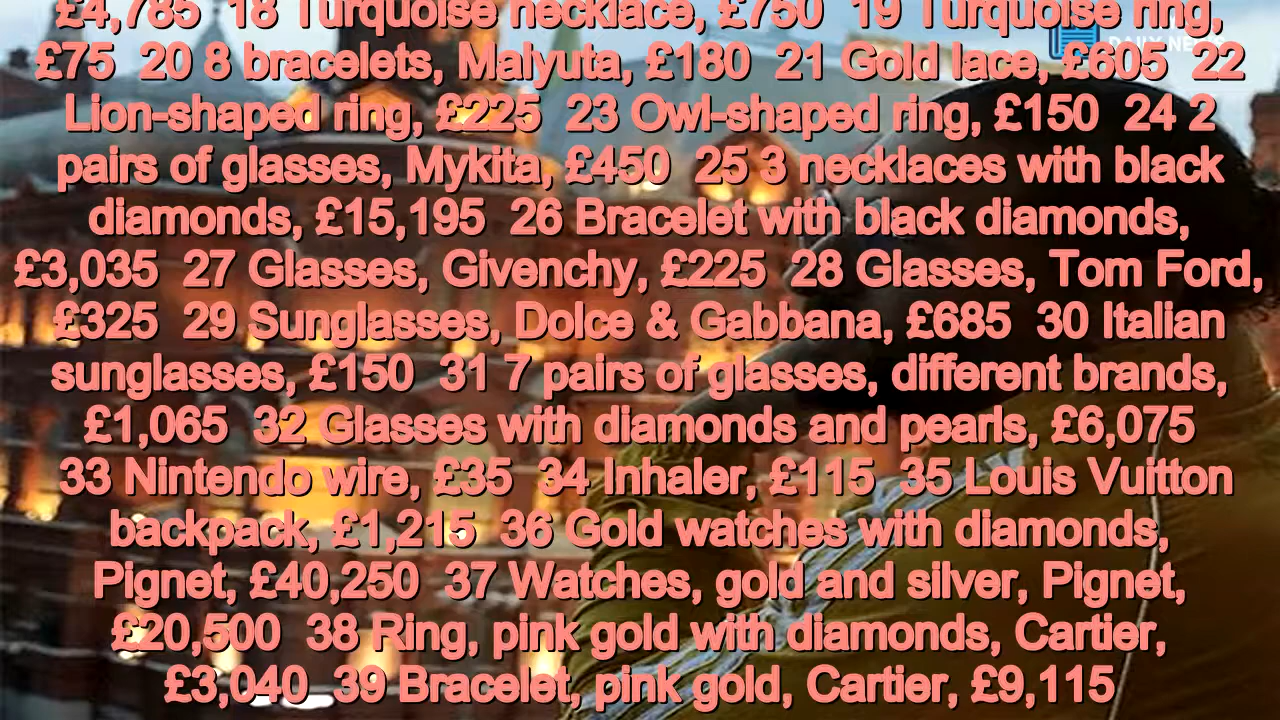 £4,785 18 Turquoise necklace, £750 19 Turquoise ring,
DAILY NEWS
£75 20 8 bracelets, Malyuta, £180 21 Gold lace, £605 22
Lion-shaped ring, £225 23 Owl-shaped ring, £150 24 2
pairs of glasses, Mykita, £450 25 3 necklaces with black
diamonds, £15,195 26 Bracelet with black diamonds,
£3,035 27 Glasses, Givenchy, £225 28 Glasses, Tom Ford,
£325 29 Sunglasses, Dolce & Gabbana, £685 30 Italian
sunglasses, £150 31 7 pairs of glasses, different brands,
£1,065 32 Glasses with diamonds and pearls, £6,075
33 Nintendo wire, £35 34 Inhaler, £115 35 Louis Vuitton
backpack, £1,215 36 Gold watches with diamonds,
Pignet, £40,250 37 Watches, gold and silver, Pignet,
£20,500 38 Ring, pink gold with diamonds, Cartier,
£3,040 39 Bracelet, pink gold, Cartier, £9,115